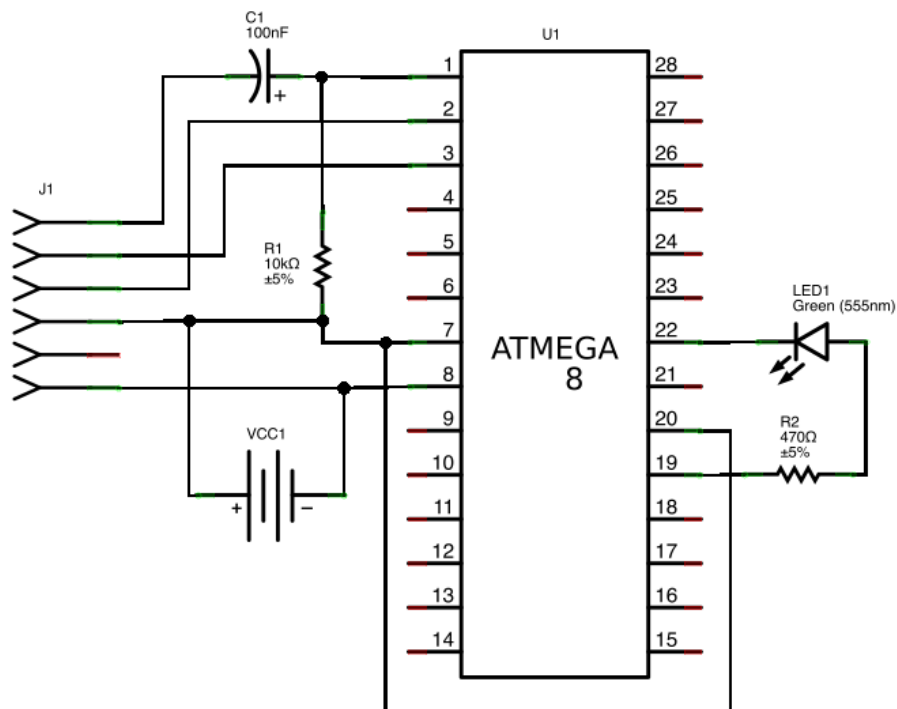 C1
100nF
+
U1
J1
1
2
3
4
5
6
7
8
9
10
11
12
13
14
28
27
26
25
24
23
22
21
20
19
18
17
16
15
ATMEGA
8
R1
10kΩ
±5%
VCC1
+ −
LED1
Green (555nm)
R2
470Ω
±5%